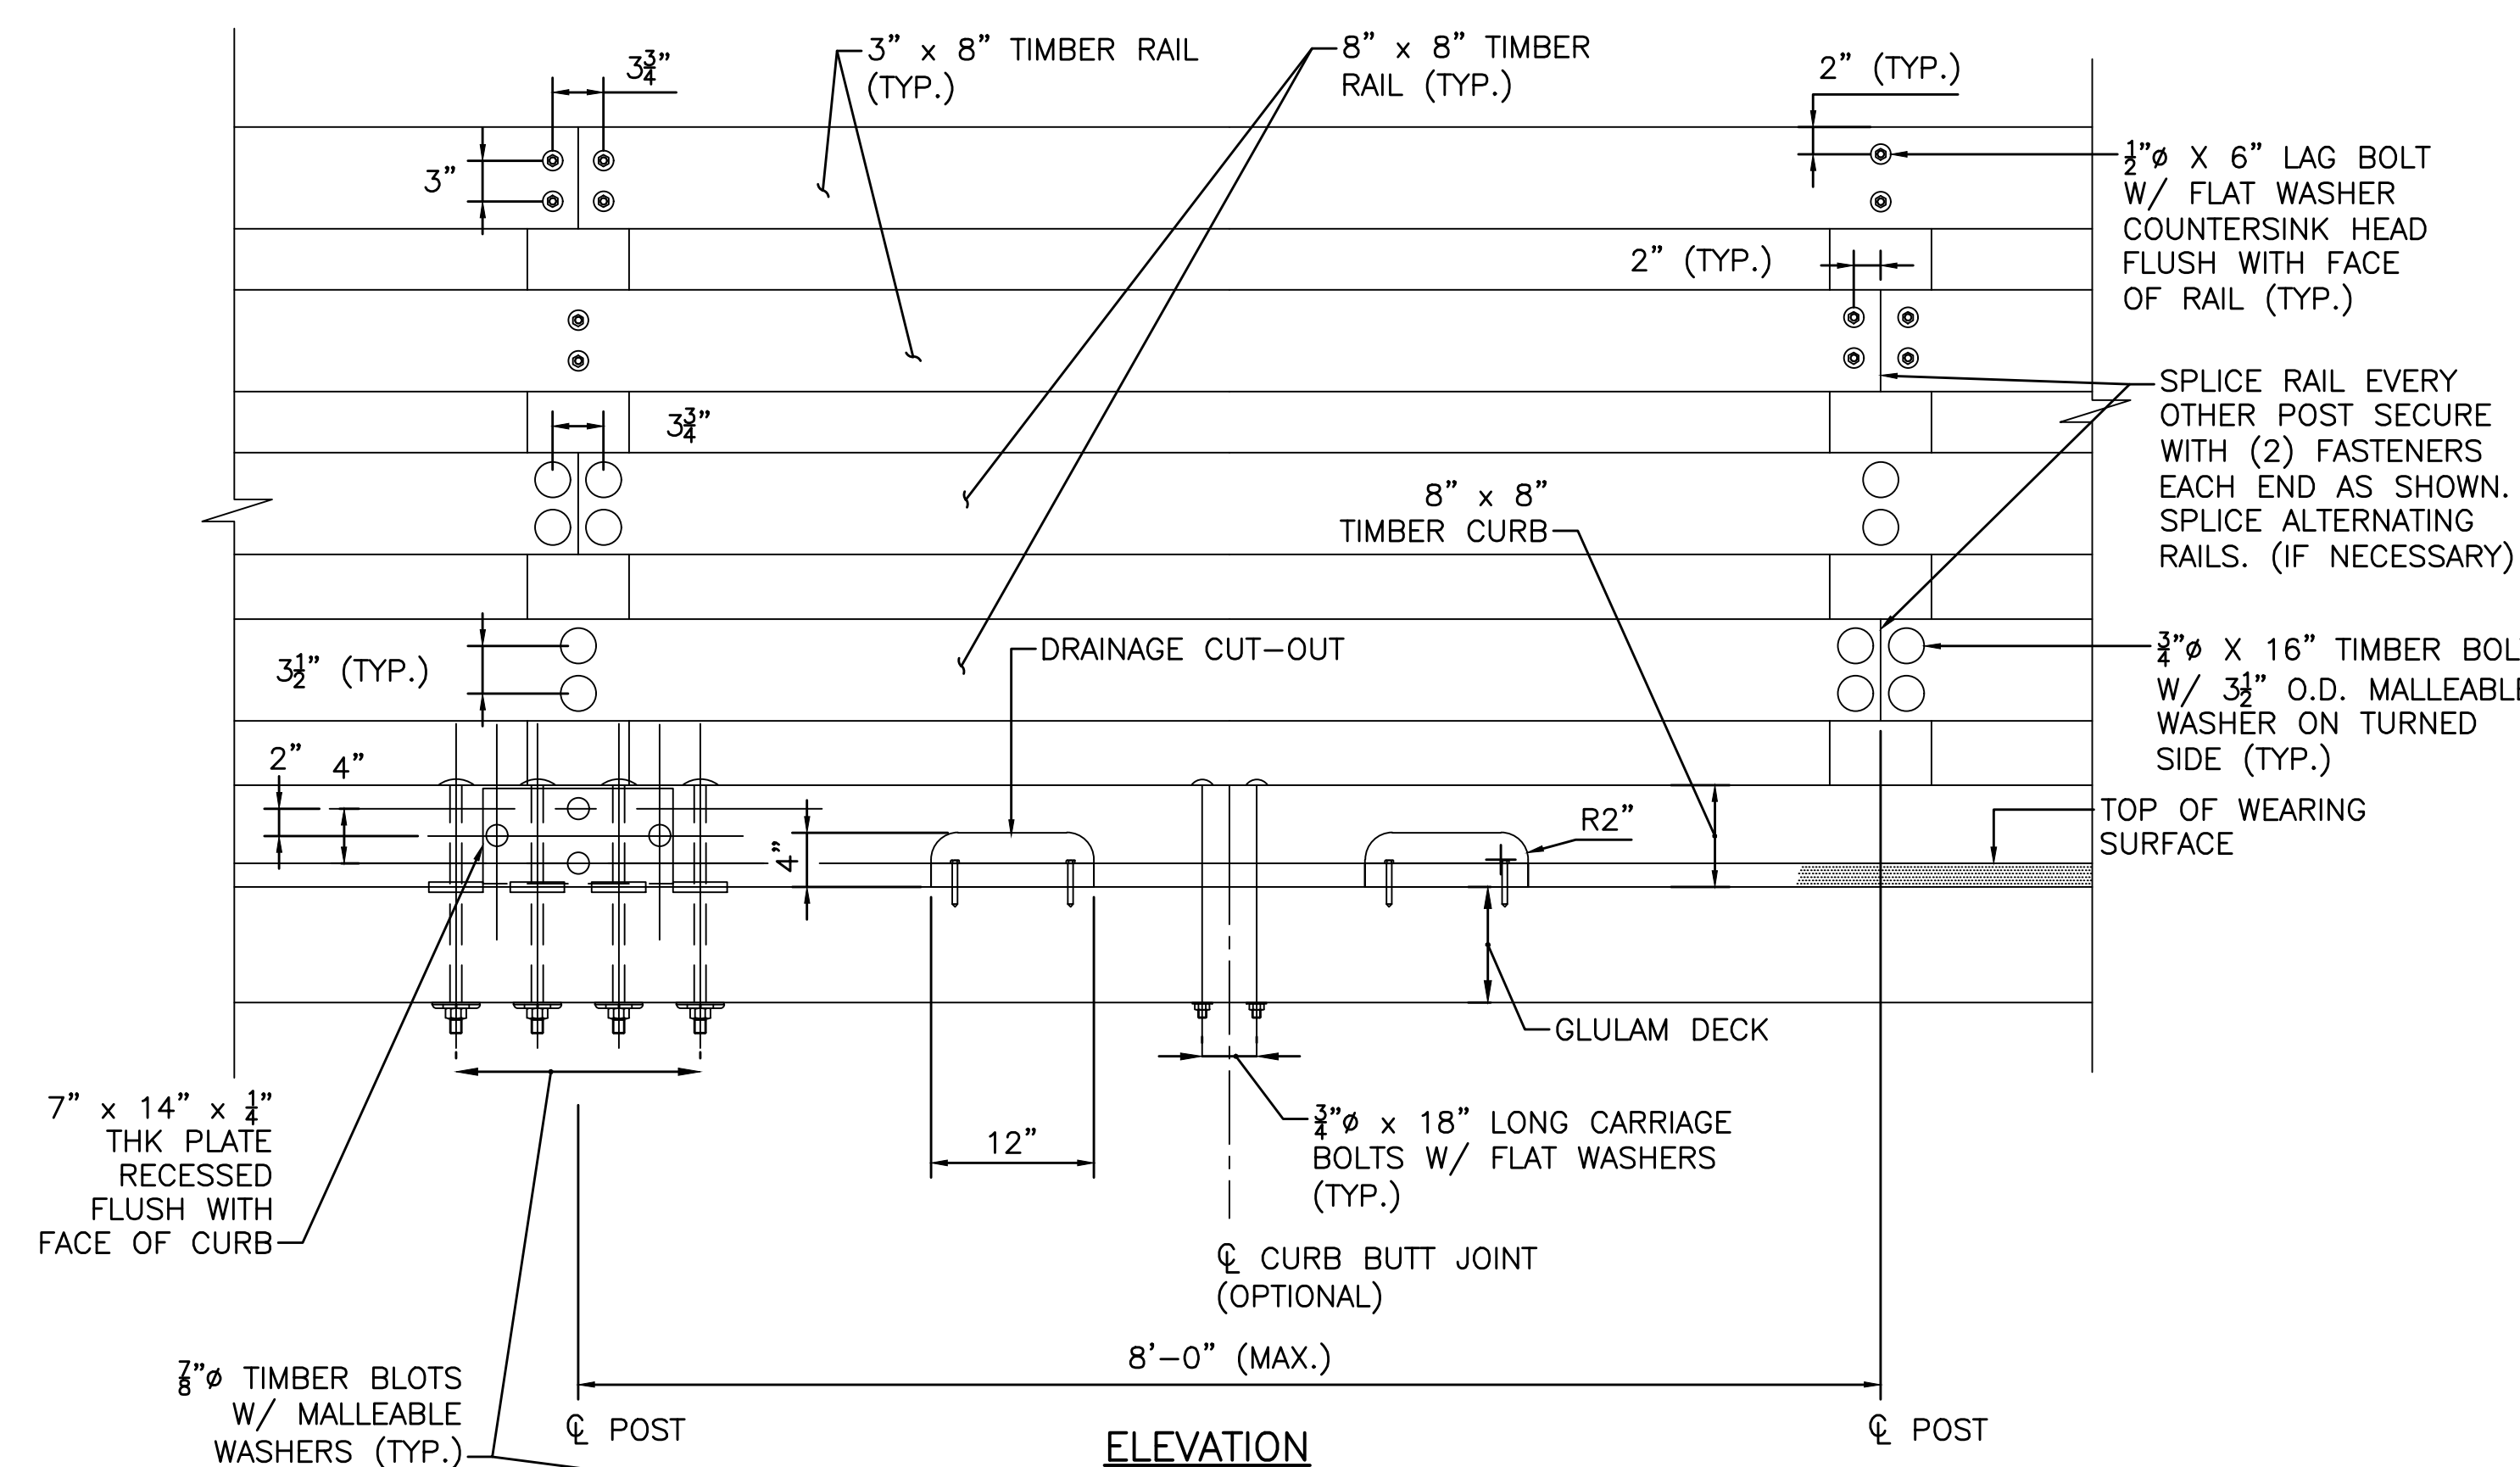 3" x 8" TIMBER RAIL
(TYP.)
8" x 8" TIMBER
RAIL (TYP.)
2" (TYP.)
3 3/4"
3"
1/2"ø X 6" LAG BOLT
W/ FLAT WASHER
COUNTERSINK HEAD
FLUSH WITH FACE
OF RAIL (TYP.)
2" (TYP.)
3 3/4"
SPLICE RAIL EVERY
OTHER POST SECURE
WITH (2) FASTENERS
EACH END AS SHOWN.
SPLICE ALTERNATING
RAILS. (IF NECESSARY)
8" x 8"
TIMBER CURB
3 1/2" (TYP.)
DRAINAGE CUT-OUT
3/4"ø X 16" TIMBER BOL
W/ 3 1/2" O.D. MALLEABLE
WASHER ON TURNED
SIDE (TYP.)
2"
4"
4"
R2"
TOP OF WEARING
SURFACE
GLULAM DECK
7" x 14" x 1/4"
THK PLATE
RECESSED
FLUSH WITH
FACE OF CURB
12"
3/4"ø x 18" LONG CARRIAGE
BOLTS W/ FLAT WASHERS
(TYP.)
℄ CURB BUTT JOINT
(OPTIONAL)
8'-0" (MAX.)
7/8"ø TIMBER BLOTS
W/ MALLEABLE
WASHERS (TYP.)
℄ POST
℄ POST
ELEVATION